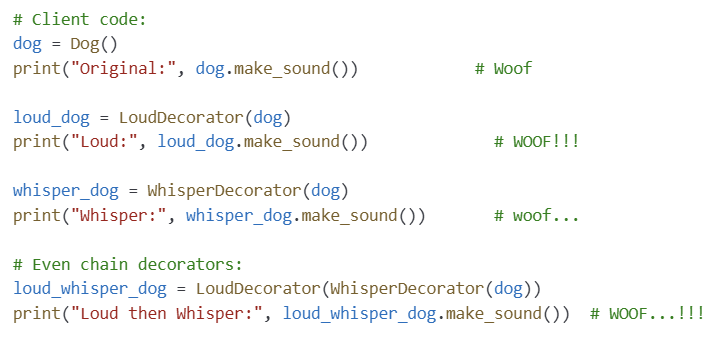 # Client code:
dog = Dog()
print("Original:", dog.make_sound())            # Woof
loud_dog = LoudDecorator(dog)
print("Loud:", loud_dog.make_sound())             # WOOF!!!
whisper_dog = WhisperDecorator(dog)
print("Whisper:", whisper_dog.make_sound())       # woof...
# Even chain decorators:
loud_whisper_dog = LoudDecorator(WhisperDecorator(dog))
print("Loud then Whisper:", loud_whisper_dog.make_sound())  # WOOF...!!!